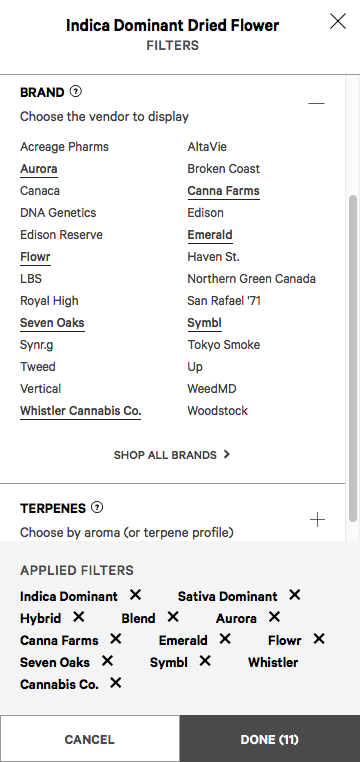 Indica Dominant Dried Flower
FILTERS
BRAND ?
Choose the vendor to display
Acreage Pharms AltaVie
Aurora Broken Coast
Canaca Canna Farms
DNA Genetics Edison
Edison Reserve Emerald
Flowr Haven St.
LBS Northern Green Canada
Royal High San Rafael '71
Seven Oaks Symbl
Synr.g Tokyo Smoke
Tweed Up
Vertical WeedMD
Whistler Cannabis Co. Woodstock
SHOP ALL BRANDS
TERPENES ?
Choose by aroma (or terpene profile)
APPLIED FILTERS
Indica Dominant Sativa Dominant
Hybrid Blend Aurora
Canna Farms Emerald Flowr
Seven Oaks Symbl Whistler
Cannabis Co.
CANCEL DONE (11)